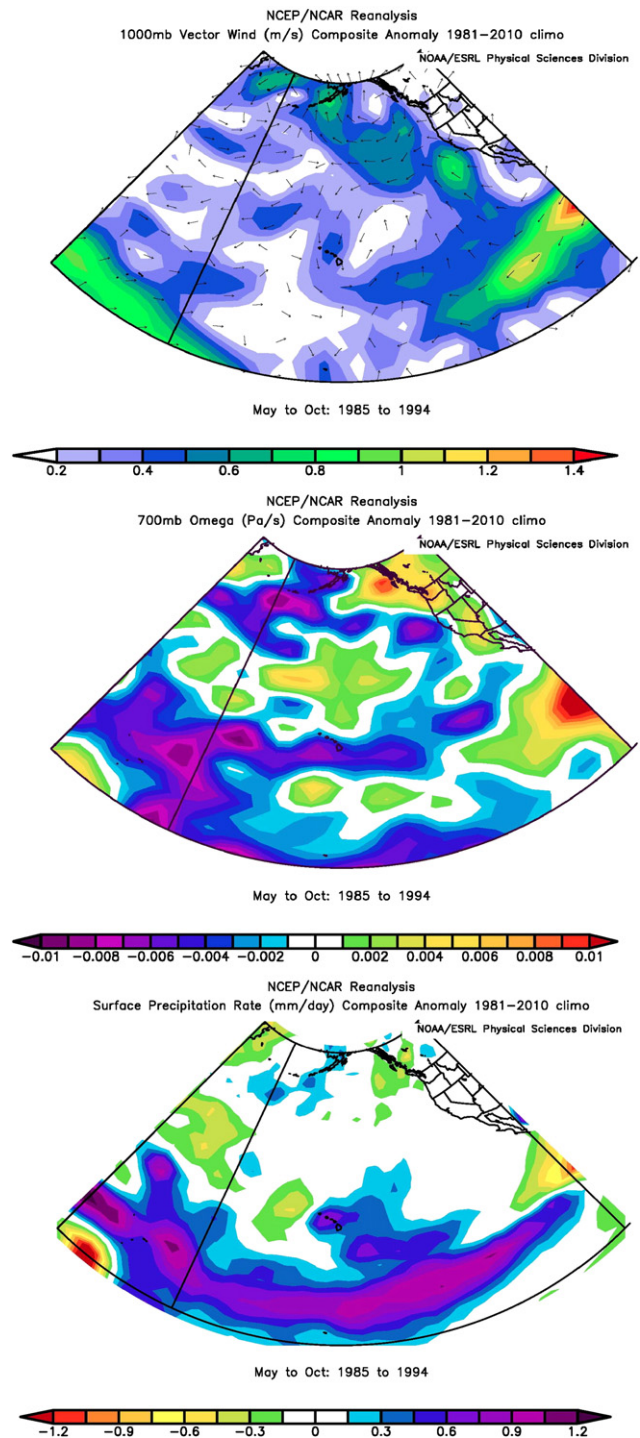 NCEP/NCAR Reanalysis
1000mb Vector Wind (m/s) Composite Anomaly 1981-2010 climo
NOAA/ESRL Physical Sciences Division
May to Oct: 1985 to 1994
0.2 0.4 0.6 0.8 1 1.2 1.4
NCEP/NCAR Reanalysis
700mb Omega (Pa/s) Composite Anomaly 1981-2010 climo
NOAA/ESRL Physical Sciences Division
May to Oct: 1985 to 1994
-0.01 -0.008 -0.006 -0.004 -0.002 0 0.002 0.004 0.006 0.008 0.01
NCEP/NCAR Reanalysis
Surface Precipitation Rate (mm/day) Composite Anomaly 1981-2010 climo
NOAA/ESRL Physical Sciences Division
May to Oct: 1985 to 1994
-1.2 -0.9 -0.6 -0.3 0 0.3 0.6 0.9 1.2